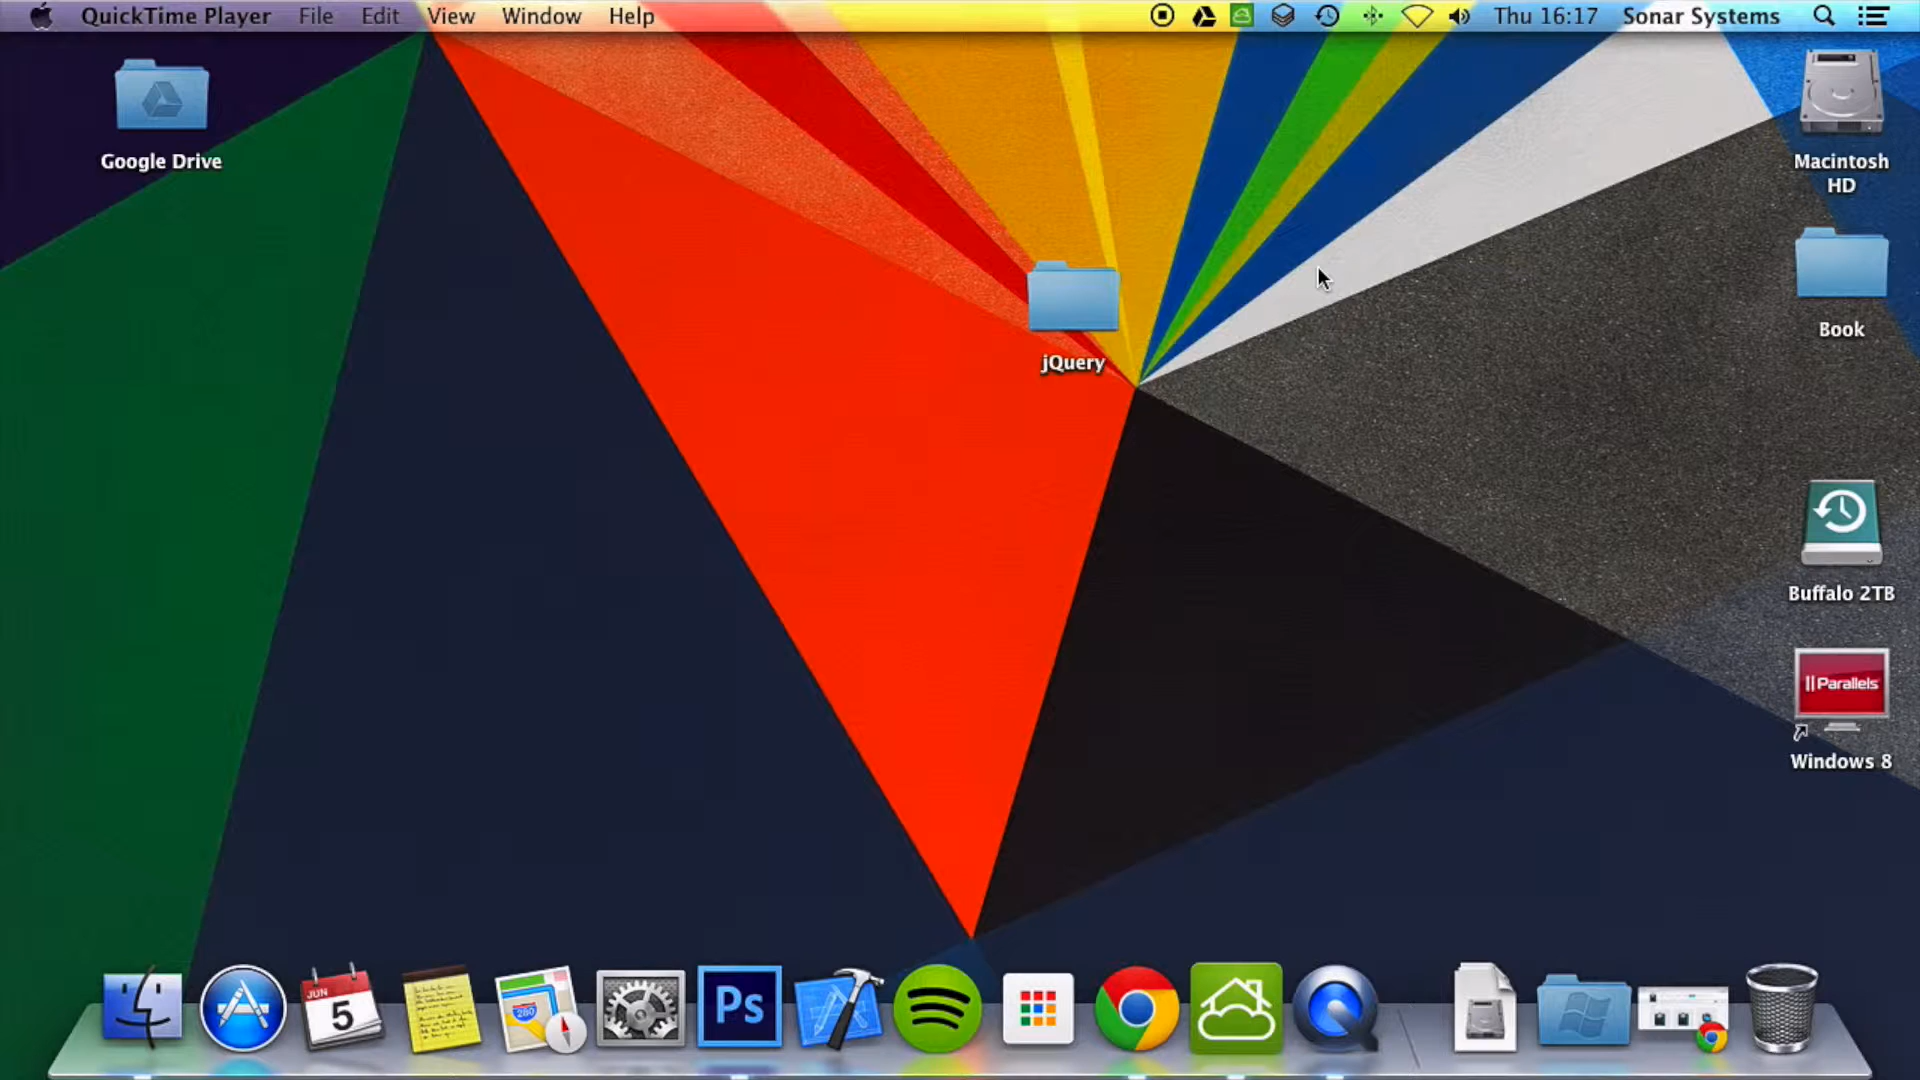 QuickTime Player File Edit View Window Help Thu 16:17 Sonar Systems
Google Drive
Macintosh
HD
Book
jQuery
Buffalo 2TB
Parallels
Windows 8
JUN
5
280
Ps